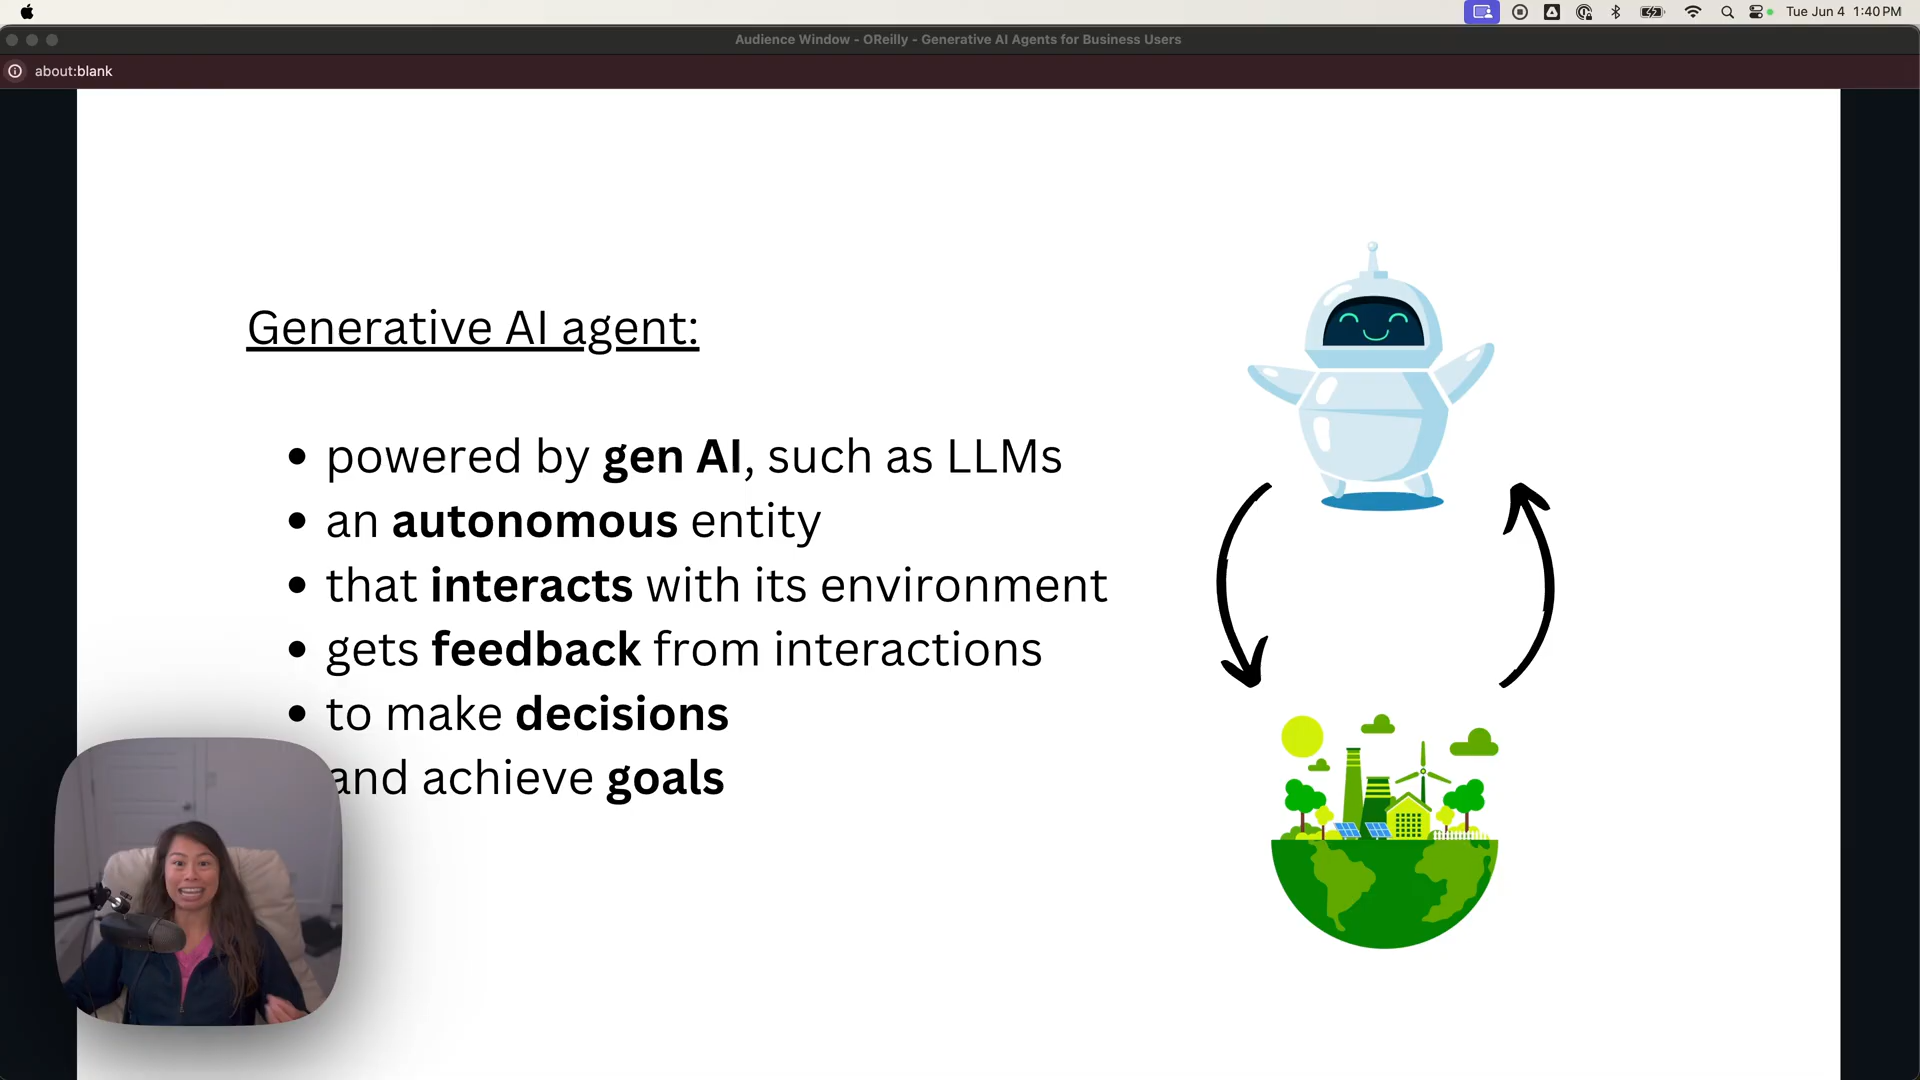 Tue Jun 4 1:40 PM
Audience Window - OReilly - Generative AI Agents for Business Users
about:blank
Generative AI agent:
• powered by gen AI, such as LLMs
• an autonomous entity
• that interacts with its environment
• gets feedback from interactions
• to make decisions
and achieve goals